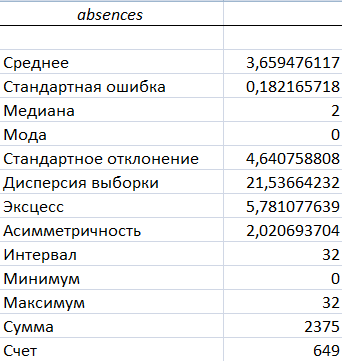 absences
Среднее 3,659476117
Стандартная ошибка 0,182165718
Медиана 2
Мода 0
Стандартное отклонение 4,640758808
Дисперсия выборки 21,53664232
Эксцесс 5,781077639
Асимметричность 2,020693704
Интервал 32
Минимум 0
Максимум 32
Сумма 2375
Счет 649